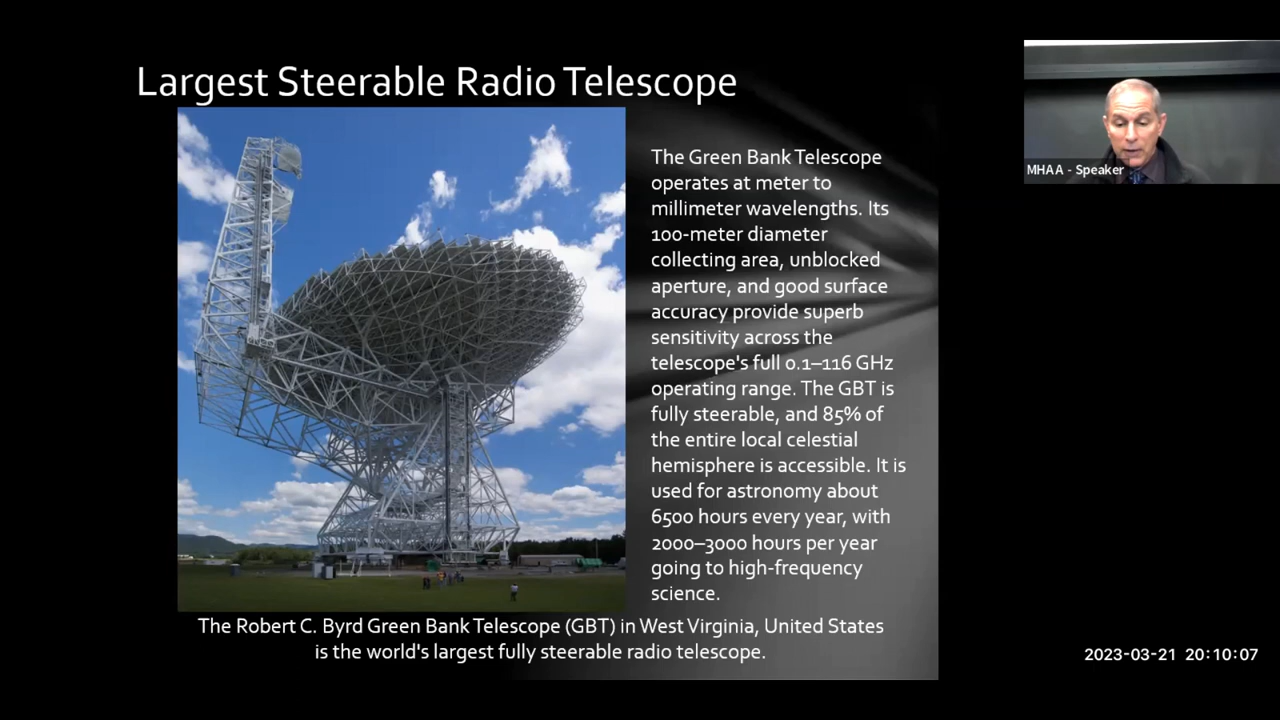 Largest Steerable Radio Telescope
The Green Bank Telescope
operates at meter to
millimeter wavelengths. Its
100-meter diameter
collecting area, unblocked
aperture, and good surface
accuracy provide superb
sensitivity across the
telescope's full 0.1–116 GHz
operating range. The GBT is
fully steerable, and 85% of
the entire local celestial
hemisphere is accessible. It is
used for astronomy about
6500 hours every year, with
2000–3000 hours per year
going to high-frequency
science.
The Robert C. Byrd Green Bank Telescope (GBT) in West Virginia, United States
is the world's largest fully steerable radio telescope.
MHAA - Speaker
2023-03-21 20:10:07